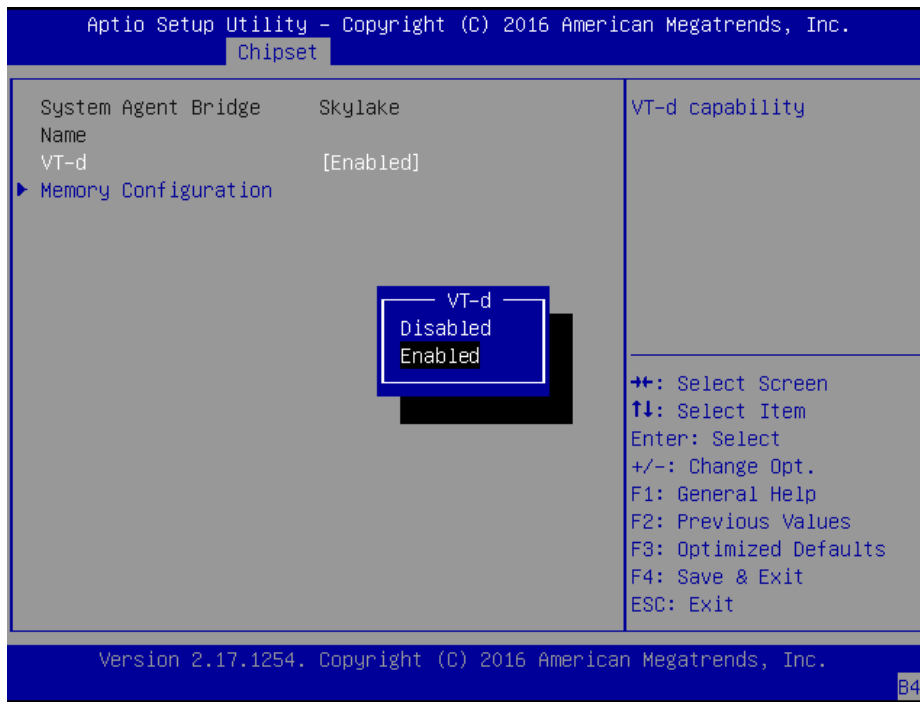 Aptio Setup Utility – Copyright (C) 2016 American Megatrends, Inc.
Chipset
System Agent Bridge Skylake
Name
VT-d [Enabled]
▶ Memory Configuration
VT-d capability
VT-d
Disabled
Enabled
→←: Select Screen
↑↓: Select Item
Enter: Select
+/-: Change Opt.
F1: General Help
F2: Previous Values
F3: Optimized Defaults
F4: Save & Exit
ESC: Exit
Version 2.17.1254. Copyright (C) 2016 American Megatrends, Inc.
B4